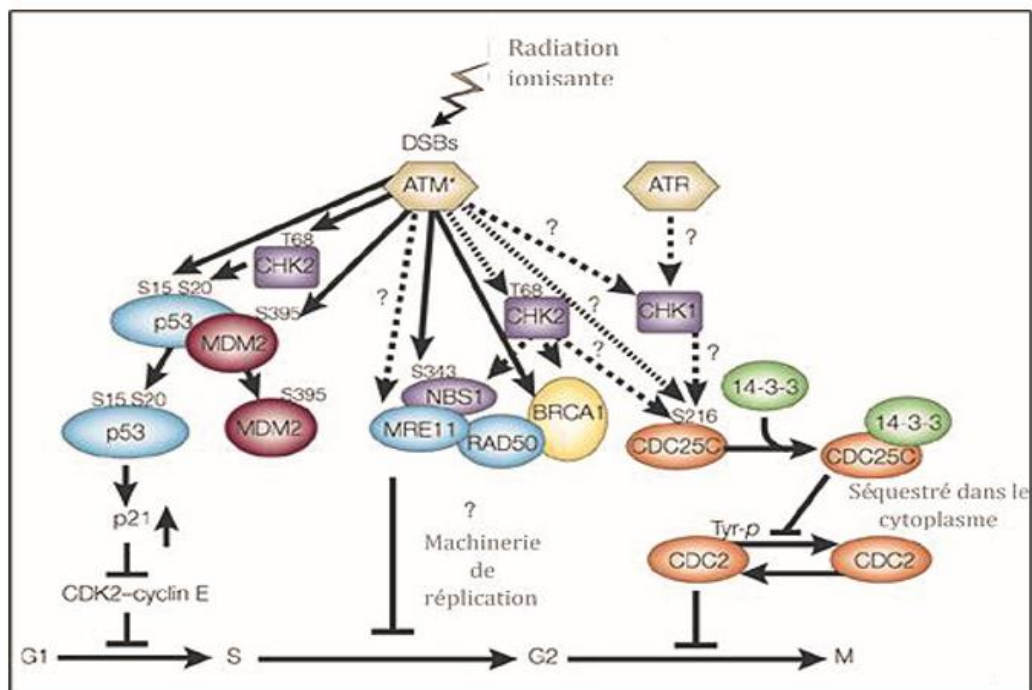 Radiation
ionisante
DSBs
ATM*
ATR
?
?
T68
CHK2
S15 S20
p53
S395
MDM2
?
T68
CHK2
?
CHK1
?
?
S343
NBS1
BRCA1
MRE11
RAD50
S216
CDC25C
14-3-3
14-3-3
CDC25C
S15 S20
p53
S395
MDM2
Séquestré dans le
cytoplasme
p21
?
Machinerie
de
réplication
Tyr-p
CDC2
CDC2
CDK2–cyclin E
G1
S
G2
M